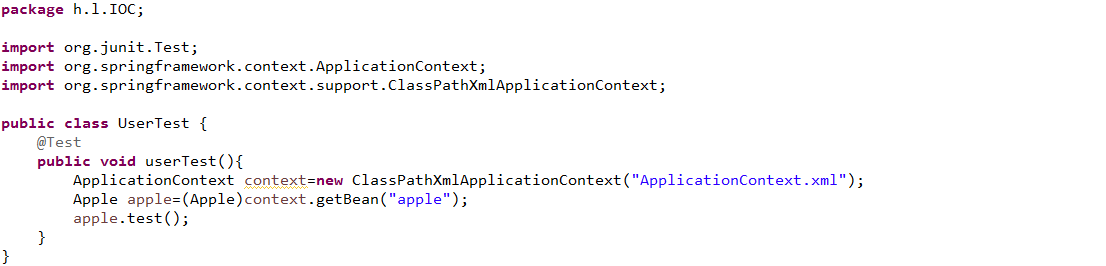 package h.l.IOC;

import org.junit.Test;
import org.springframework.context.ApplicationContext;
import org.springframework.context.support.ClassPathXmlApplicationContext;

public class UserTest {
    @Test
    public void userTest(){
        ApplicationContext context=new ClassPathXmlApplicationContext("ApplicationContext.xml");
        Apple apple=(Apple)context.getBean("apple");
        apple.test();
    }
}